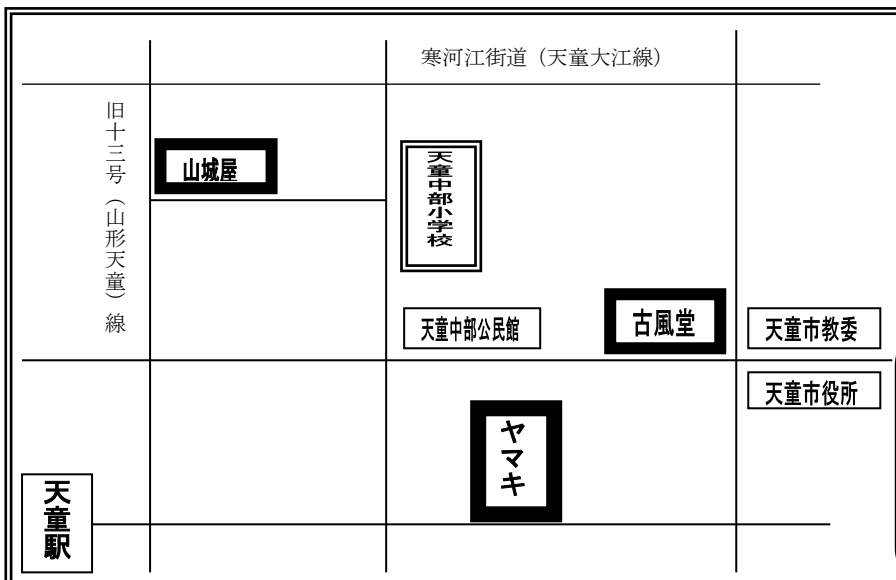 寒河江街道（天童大江線）
旧十三号（山形天童）線
山城屋
天童中部小学校
天童中部公民館
古風堂
天童市教委
天童市役所
ヤマキ
天童駅